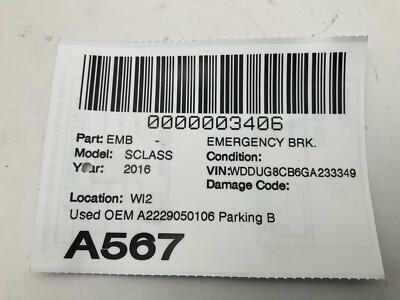 0000003406
Part: EMB - EMERGENCY BRK.
Model: SCLASS Condition:
Year: 2016 VIN:WDDUG8CB6GA233349
Damage Code:
Location: WI2
Used OEM A2229050106 Parking B
A567